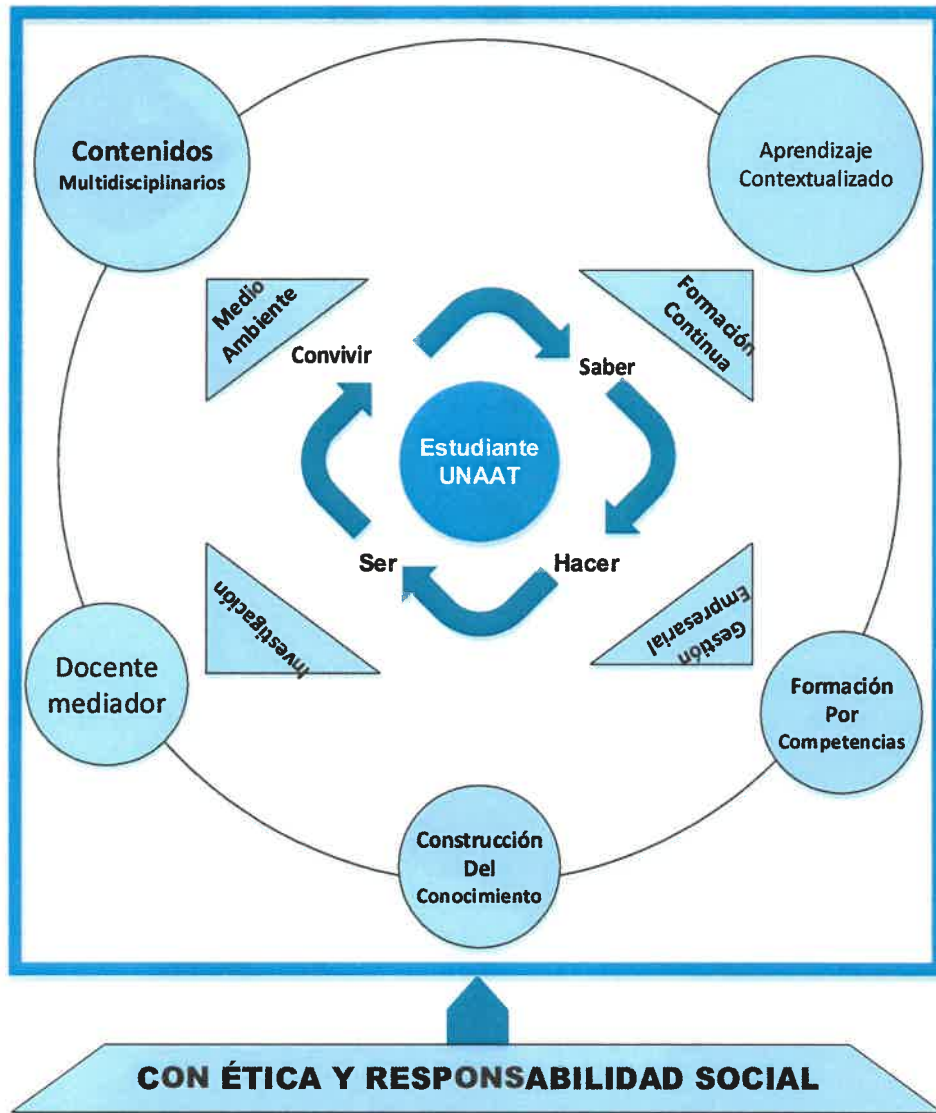 Contenidos
Multidisciplinarios
Aprendizaje
Contextualizado
Medio
Ambiente
Formación
Continua
Convivir
Saber
Estudiante
UNAAT
Ser
Hacer
Investigación
Gestión
Empresarial
Docente
mediador
Formación
Por
Competencias
Construcción
Del
Conocimiento
CON ÉTICA Y RESPONSABILIDAD SOCIAL